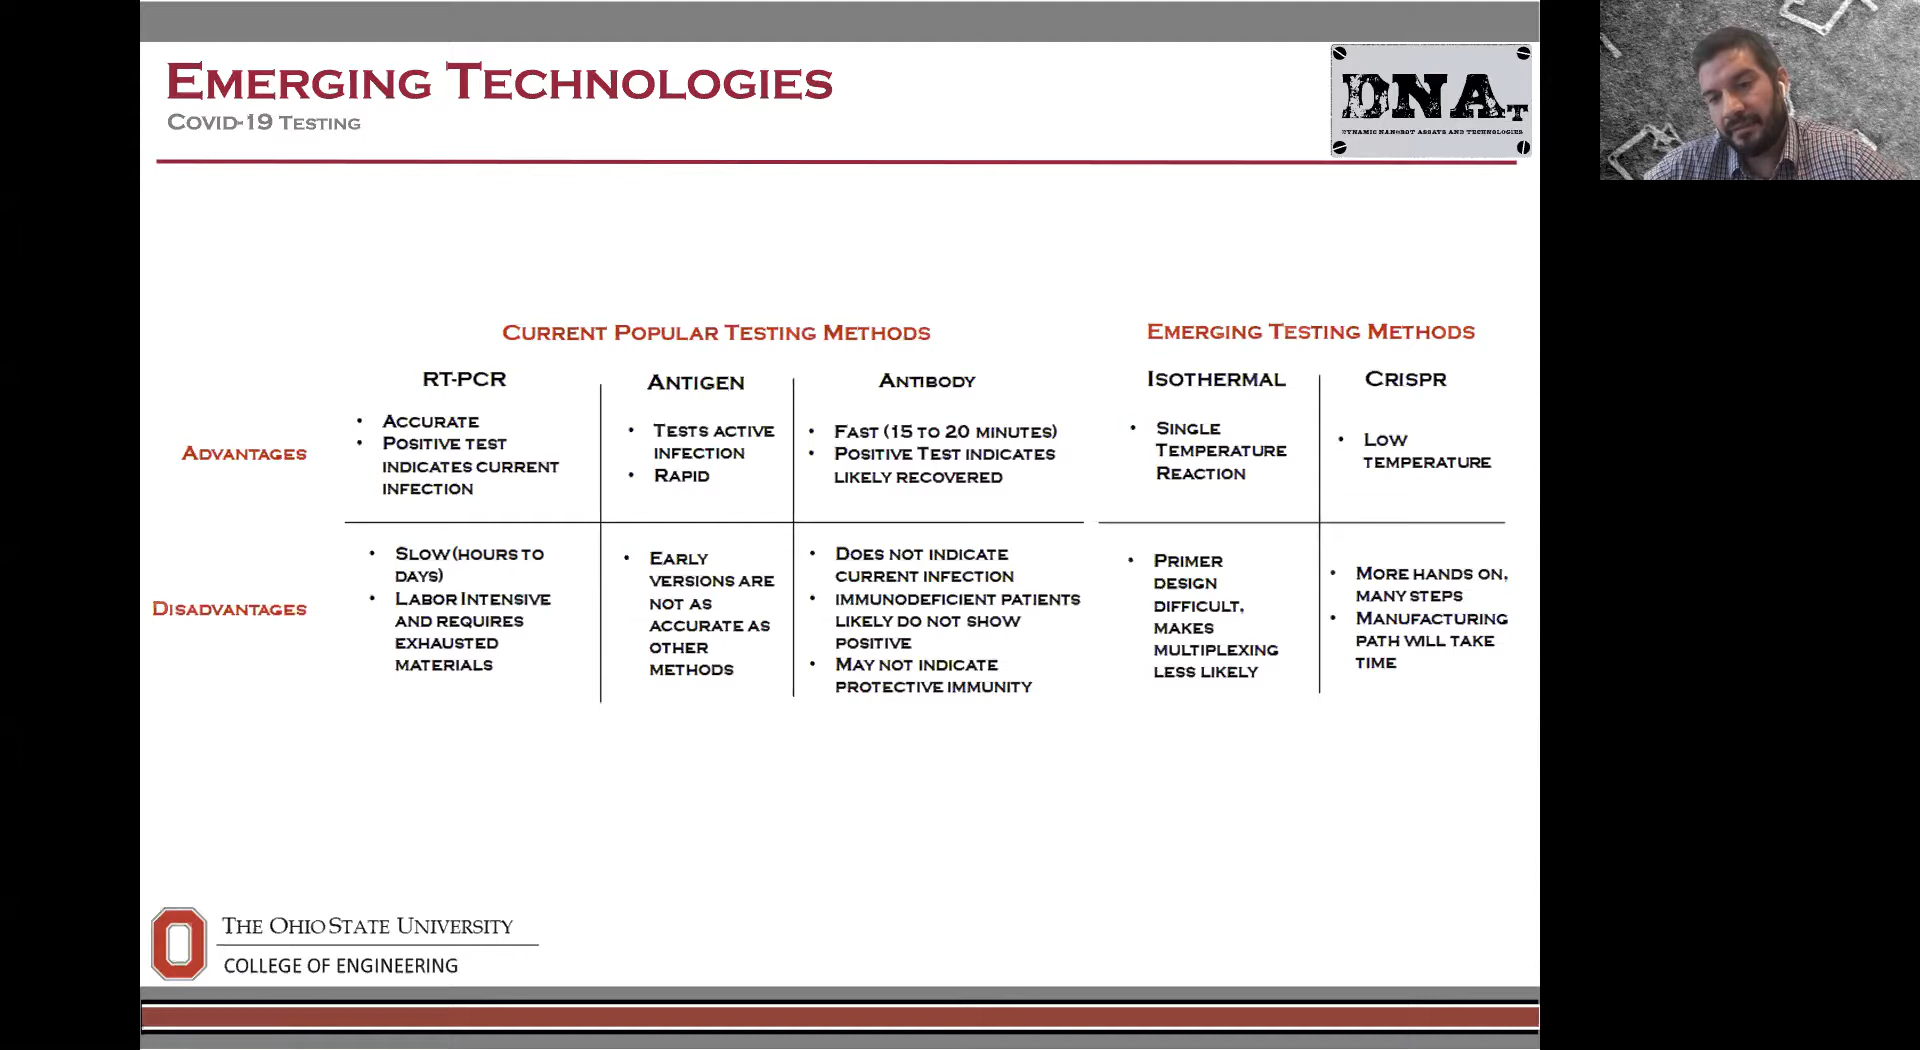 EMERGING TECHNOLOGIES
COVID-19 TESTING
DNAT
DYNAMIC NANOBOT ASSAYS AND TECHNOLOGIES
CURRENT POPULAR TESTING METHODS
EMERGING TESTING METHODS
RT-PCR
ANTIGEN
ANTIBODY
ISOTHERMAL
CRISPR
ADVANTAGES
• ACCURATE
• POSITIVE TEST
INDICATES CURRENT
INFECTION
• TESTS ACTIVE
INFECTION
• RAPID
• FAST (15 TO 20 MINUTES)
• POSITIVE TEST INDICATES
LIKELY RECOVERED
• SINGLE
TEMPERATURE
REACTION
• LOW
TEMPERATURE
DISADVANTAGES
• SLOW (HOURS TO
DAYS)
• LABOR INTENSIVE
AND REQUIRES
EXHAUSTED
MATERIALS
• EARLY
VERSIONS ARE
NOT AS
ACCURATE AS
OTHER
METHODS
• DOES NOT INDICATE
CURRENT INFECTION
• IMMUNODEFICIENT PATIENTS
LIKELY DO NOT SHOW
POSITIVE
• MAY NOT INDICATE
PROTECTIVE IMMUNITY
• PRIMER
DESIGN
DIFFICULT,
MAKES
MULTIPLEXING
LESS LIKELY
• MORE HANDS ON,
MANY STEPS
• MANUFACTURING
PATH WILL TAKE
TIME
THE OHIO STATE UNIVERSITY
COLLEGE OF ENGINEERING